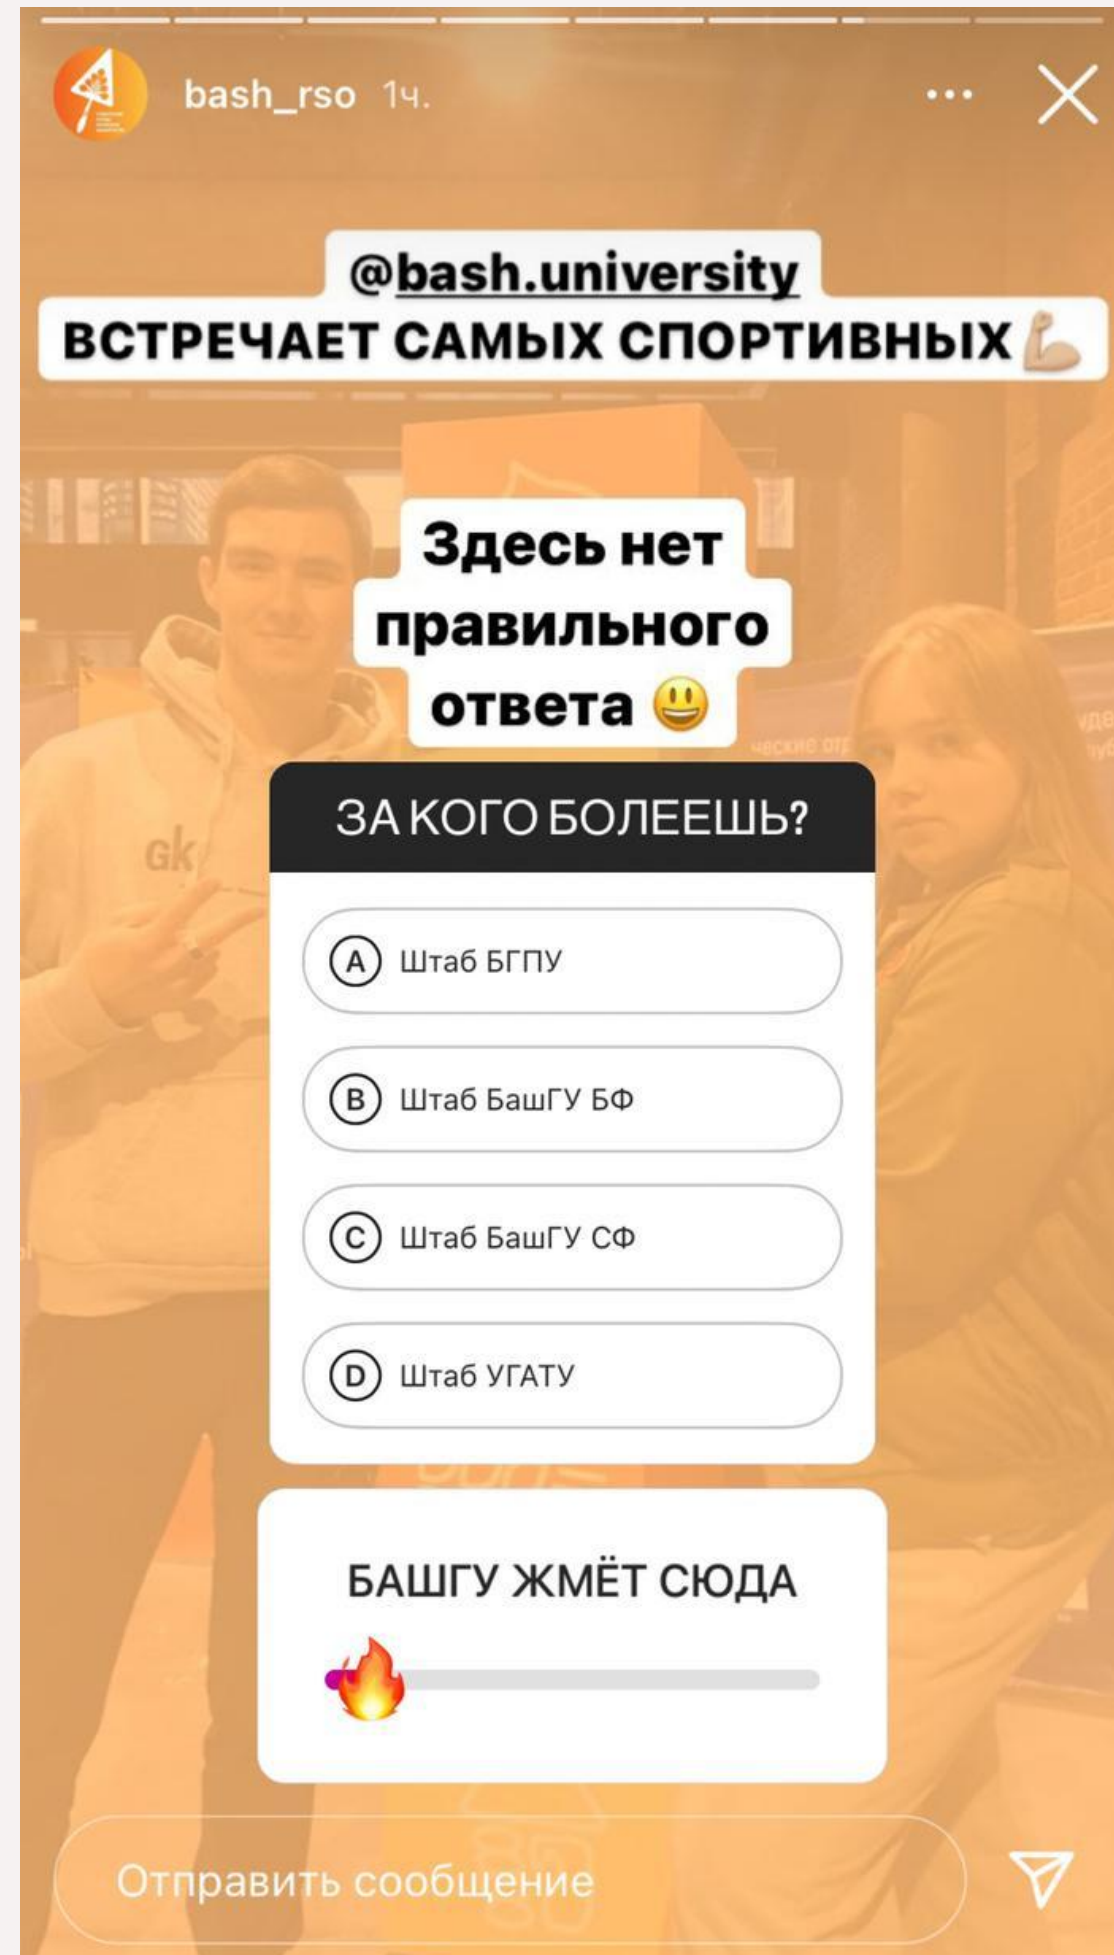 bash_rso 1ч.
@bash.university
ВСТРЕЧАЕТ САМЫХ СПОРТИВНЫХ💪🏼
Здесь нет
правильного
ответа 😃
ЗА КОГО БОЛЕЕШЬ?
gk
A Штаб БГПУ
B Штаб БашГУ БФ
C Штаб БашГУ СФ
D Штаб УГАТУ
БАШГУ ЖМЁТ СЮДА
Отправить сообщение